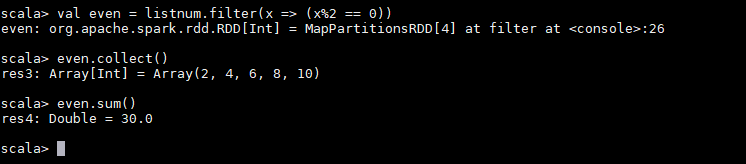 scala> val even = listnum.filter(x => (x%2 == 0))
even: org.apache.spark.rdd.RDD[Int] = MapPartitionsRDD[4] at filter at <console>:26
scala> even.collect()
res3: Array[Int] = Array(2, 4, 6, 8, 10)
scala> even.sum()
res4: Double = 30.0
scala>